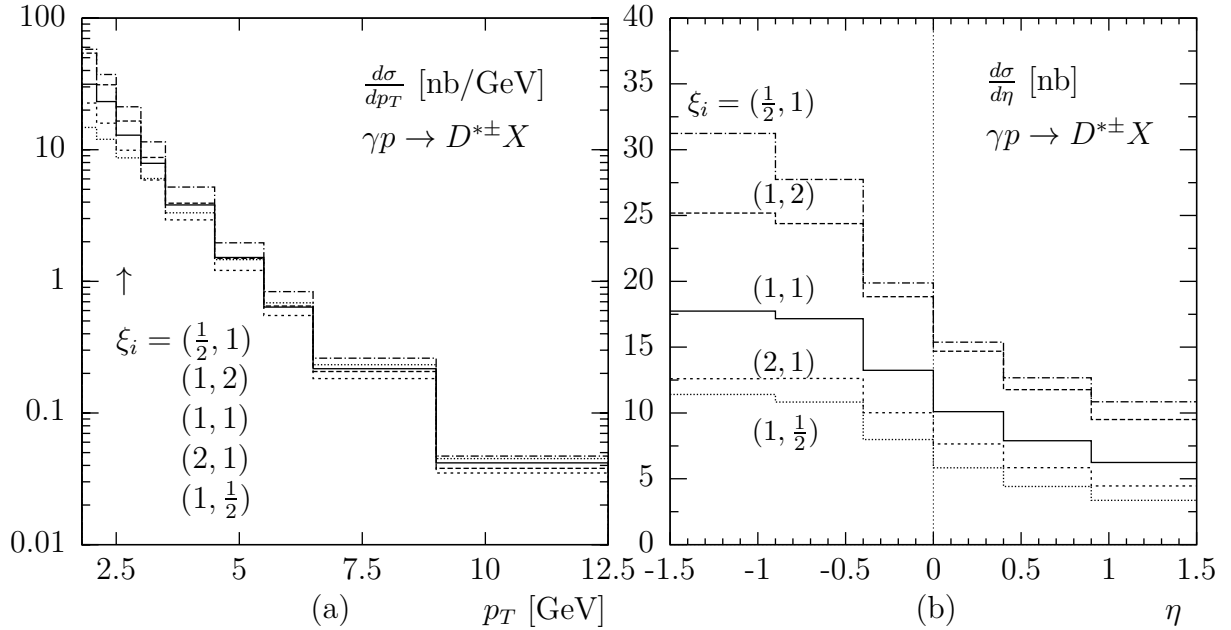 100
10
1
0.1
0.01
dσ/dp_T [nb/GeV]
γp → D*± X
↑
ξ_i = (1/2, 1)
(1, 2)
(1, 1)
(2, 1)
(1, 1/2)
2.5 5 7.5 10 12.5
(a) p_T [GeV]
40
35
30
25
20
15
10
5
0
dσ/dη [nb]
ξ_i = (1/2, 1)
γp → D*± X
(1, 2)
(1, 1)
(2, 1)
(1, 1/2)
-1.5 -1 -0.5 0 0.5 1 1.5
(b) η